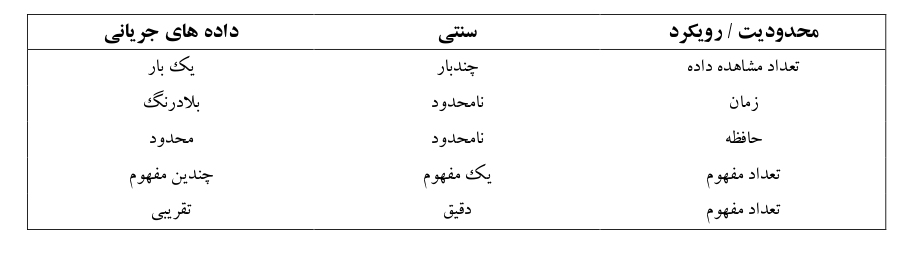 محدودیت / رویکرد سنتی داده های جریانی
تعداد مشاهده داده چندبار یک بار
زمان نامحدود بلادرنگ
حافظه نامحدود محدود
تعداد مفهوم یک مفهوم چندین مفهوم
تعداد مفهوم دقیق تقریبی